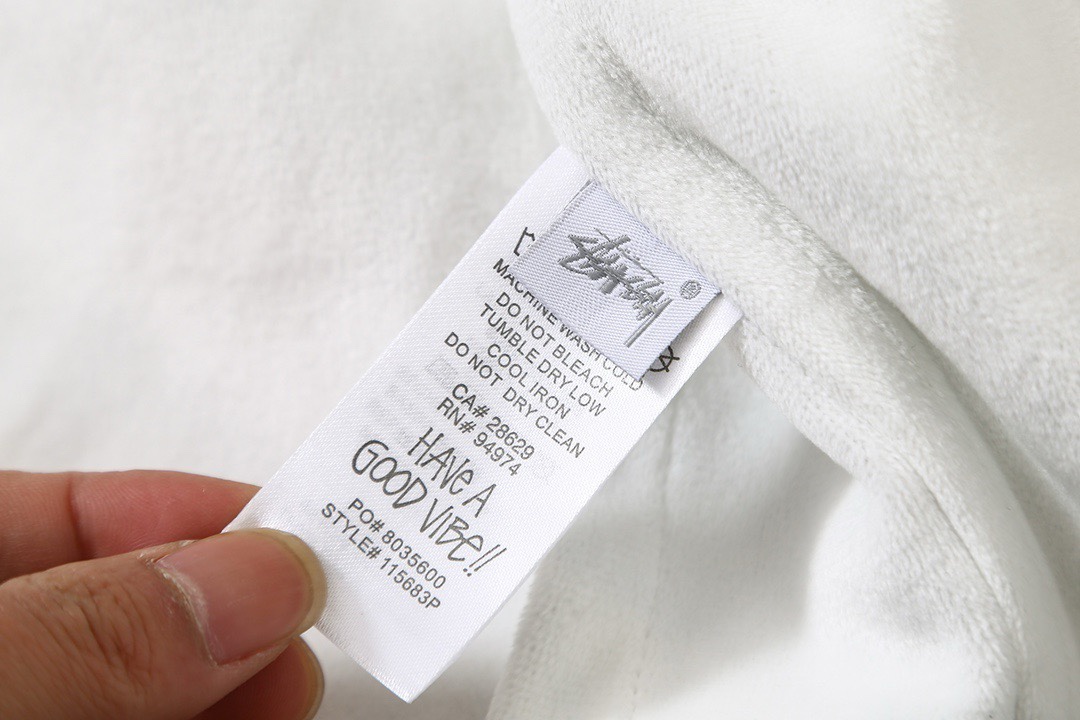 Stüssy ®
MACHINE WASH COLD
DO NOT BLEACH
TUMBLE DRY LOW
COOL IRON
DO NOT DRY CLEAN
CA# 28629
RN# 94974
HAVE A
GOOD VIBe!!
PO# 8035600
STYLE# 115683P